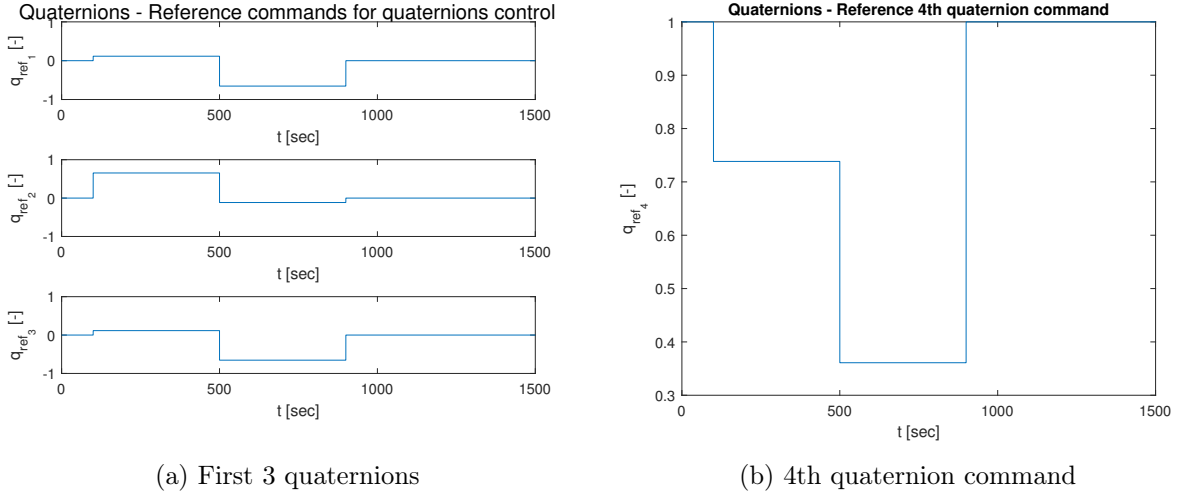 Quaternions - Reference commands for quaternions control
1
0
-1
q_ref_1 [-]
0 500 1000 1500
t [sec]
1
0
-1
q_ref_2 [-]
0 500 1000 1500
t [sec]
1
0
-1
q_ref_3 [-]
0 500 1000 1500
t [sec]
(a) First 3 quaternions
Quaternions - Reference 4th quaternion command
1
0.9
0.8
0.7
0.6
0.5
0.4
0.3
q_ref_4 [-]
0 500 1000 1500
t [sec]
(b) 4th quaternion command